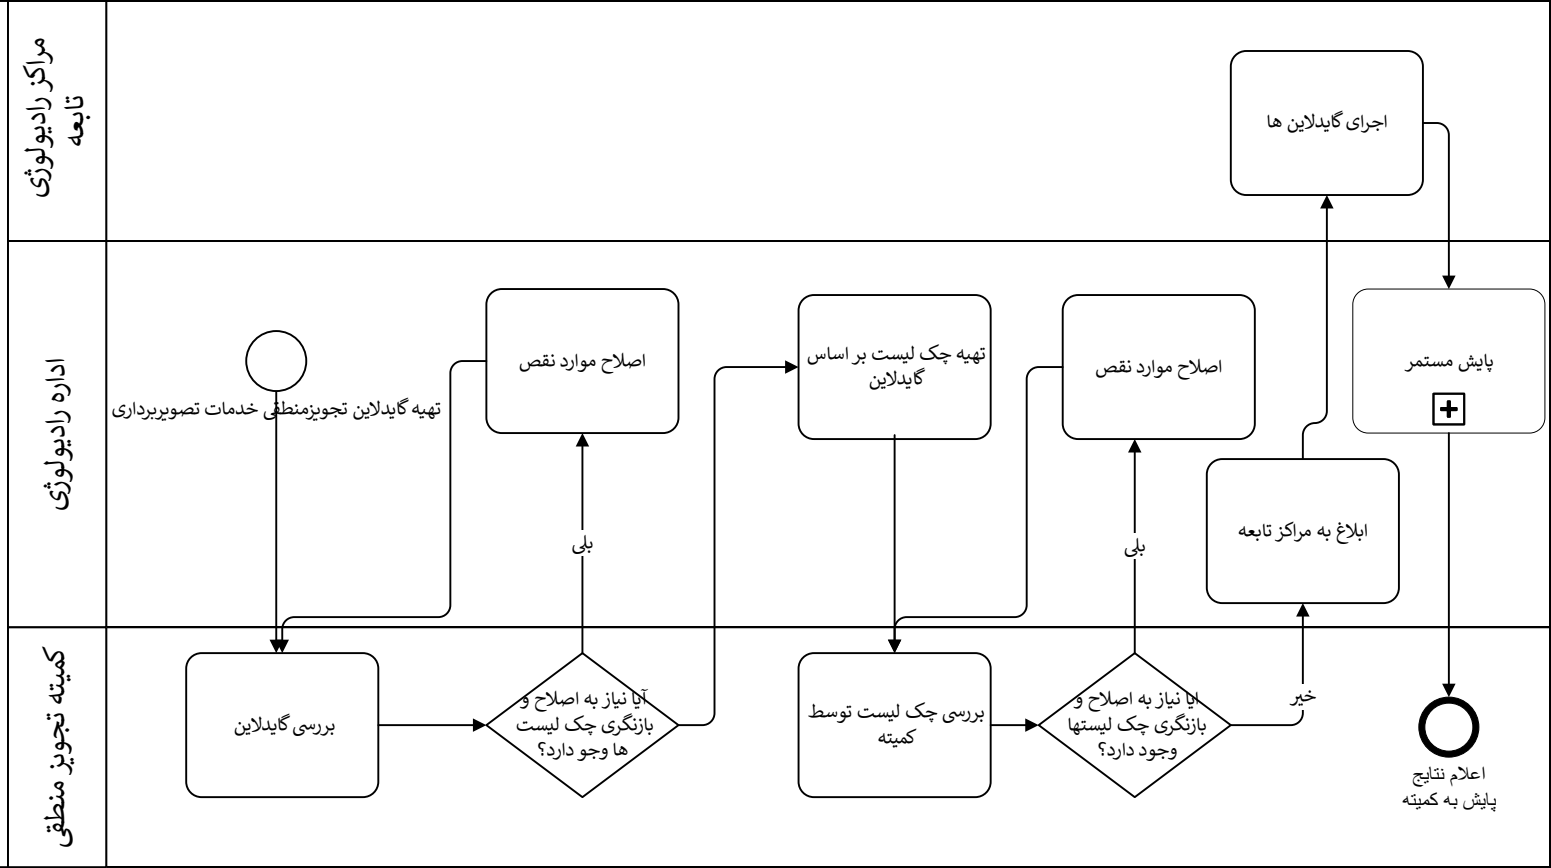 مراکز رادیولوژی
تابعه
اجرای گایدلاین ها
اداره رادیولوژی
تهیه گایدلاین تجویزمنطقی خدمات تصویربرداری
اصلاح موارد نقص
بلی
تهیه چک لیست بر اساس
گایدلاین
اصلاح موارد نقص
بلی
ابلاغ به مراکز تابعه
پایش مستمر
کمیته تجویز منطقی
بررسی گایدلاین
آیا نیاز به اصلاح و
بازنگری چک لیست
ها وجو دارد؟
بررسی چک لیست توسط
کمیته
ایا نیاز به اصلاح و
بازنگری چک لیستها
وجود دارد؟
خیر
اعلام نتایج
پایش به کمیته